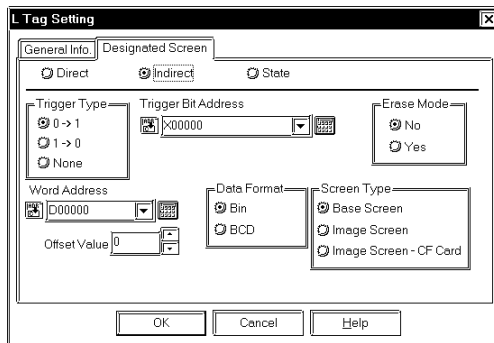 L Tag Setting
General Info. Designated Screen
Direct Indirect State
Trigger Type Trigger Bit Address Erase Mode
0 -> 1 X00000 No
1 -> 0 Yes
None
Word Address Data Format Screen Type
D00000 Bin Base Screen
BCD Image Screen
Offset Value 0 Image Screen - CF Card
OK Cancel Help